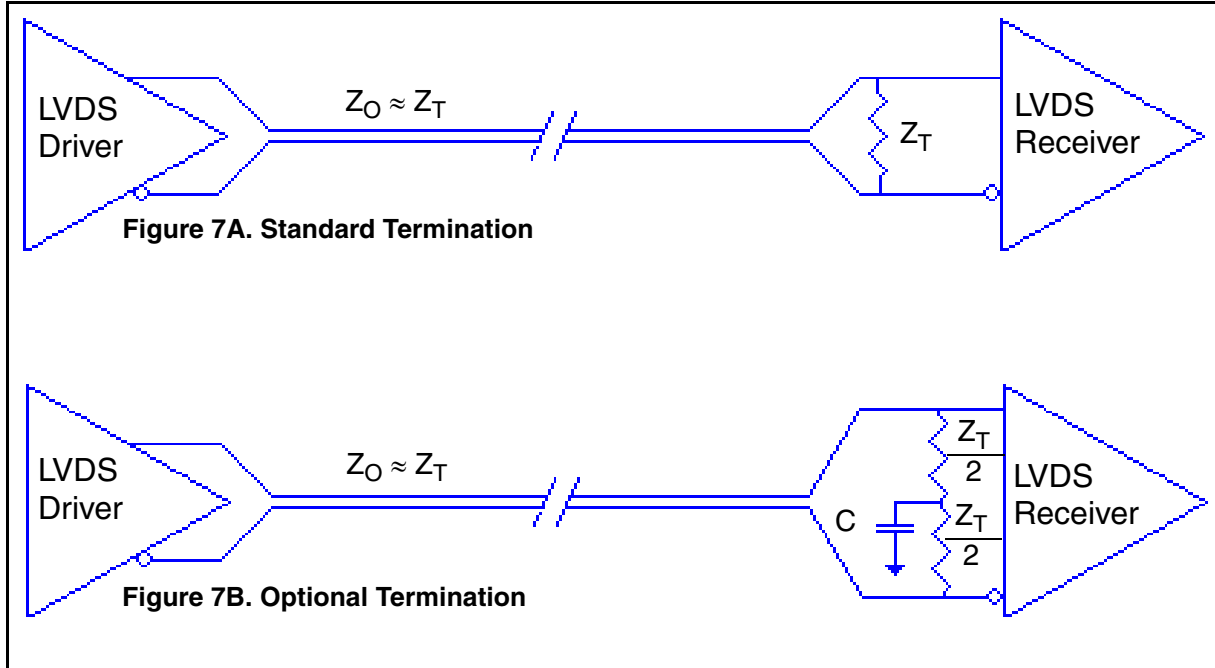 LVDS
Driver
Z_O ≈ Z_T
Z_T
LVDS
Receiver
Figure 7A. Standard Termination
LVDS
Driver
Z_O ≈ Z_T
C
Z_T
2
Z_T
2
LVDS
Receiver
Figure 7B. Optional Termination